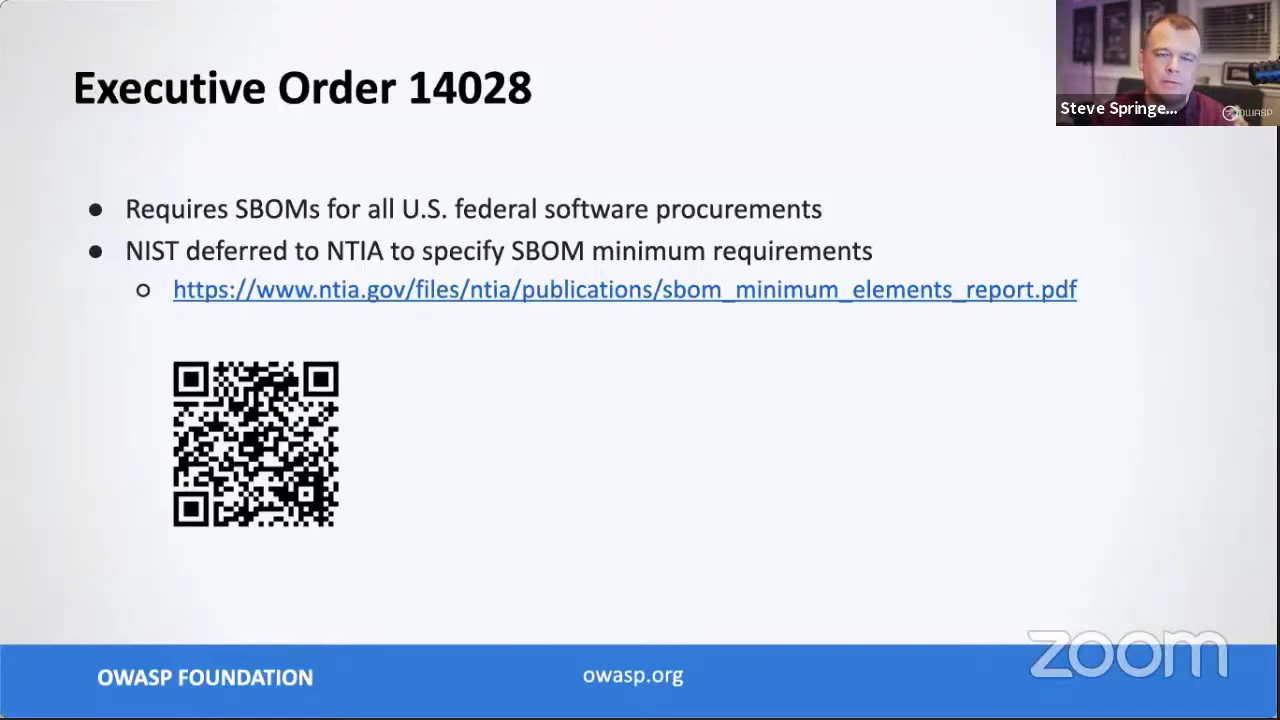 Executive Order 14028
Steve Springe...
OWASP
Requires SBOMs for all U.S. federal software procurements
NIST deferred to NTIA to specify SBOM minimum requirements
https://www.ntia.gov/files/ntia/publications/sbom_minimum_elements_report.pdf
zoom
OWASP FOUNDATION
owasp.org